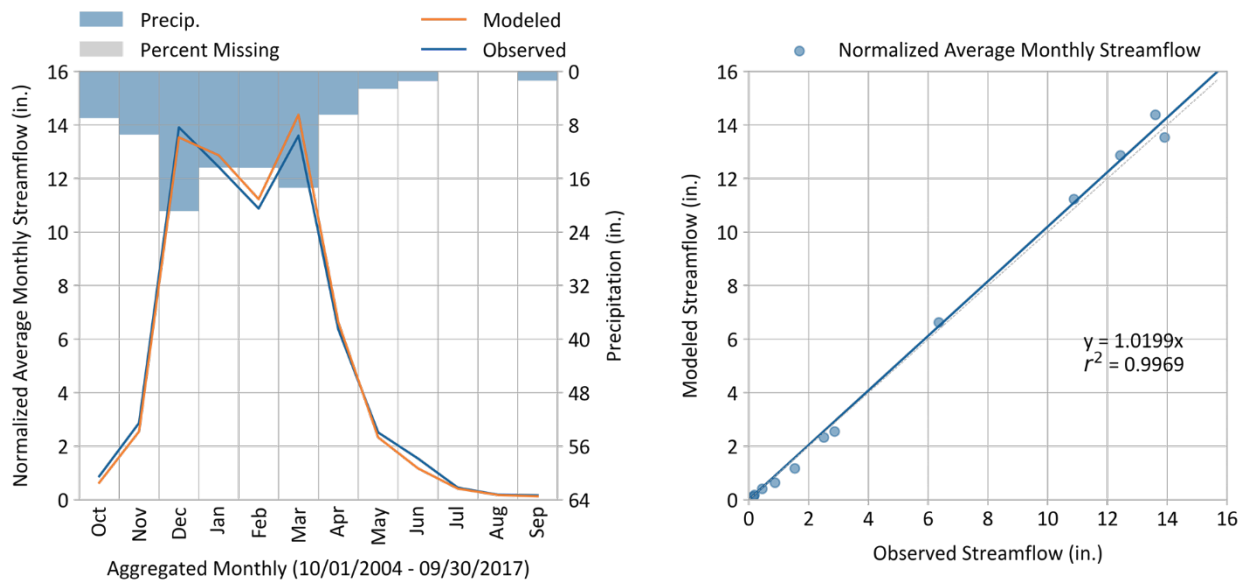 Precip.
Modeled
Percent Missing
Observed
Normalized Average Monthly Streamflow (in.)
16
14
12
10
8
6
4
2
0
Oct
Nov
Dec
Jan
Feb
Mar
Apr
May
Jun
Jul
Aug
Sep
Aggregated Monthly (10/01/2004 - 09/30/2017)
0
8
16
24
32
40
48
56
64
Precipitation (in.)
Normalized Average Monthly Streamflow
Modeled Streamflow (in.)
16
14
12
10
8
6
4
2
0
y = 1.0199x
r² = 0.9969
0 2 4 6 8 10 12 14 16
Observed Streamflow (in.)